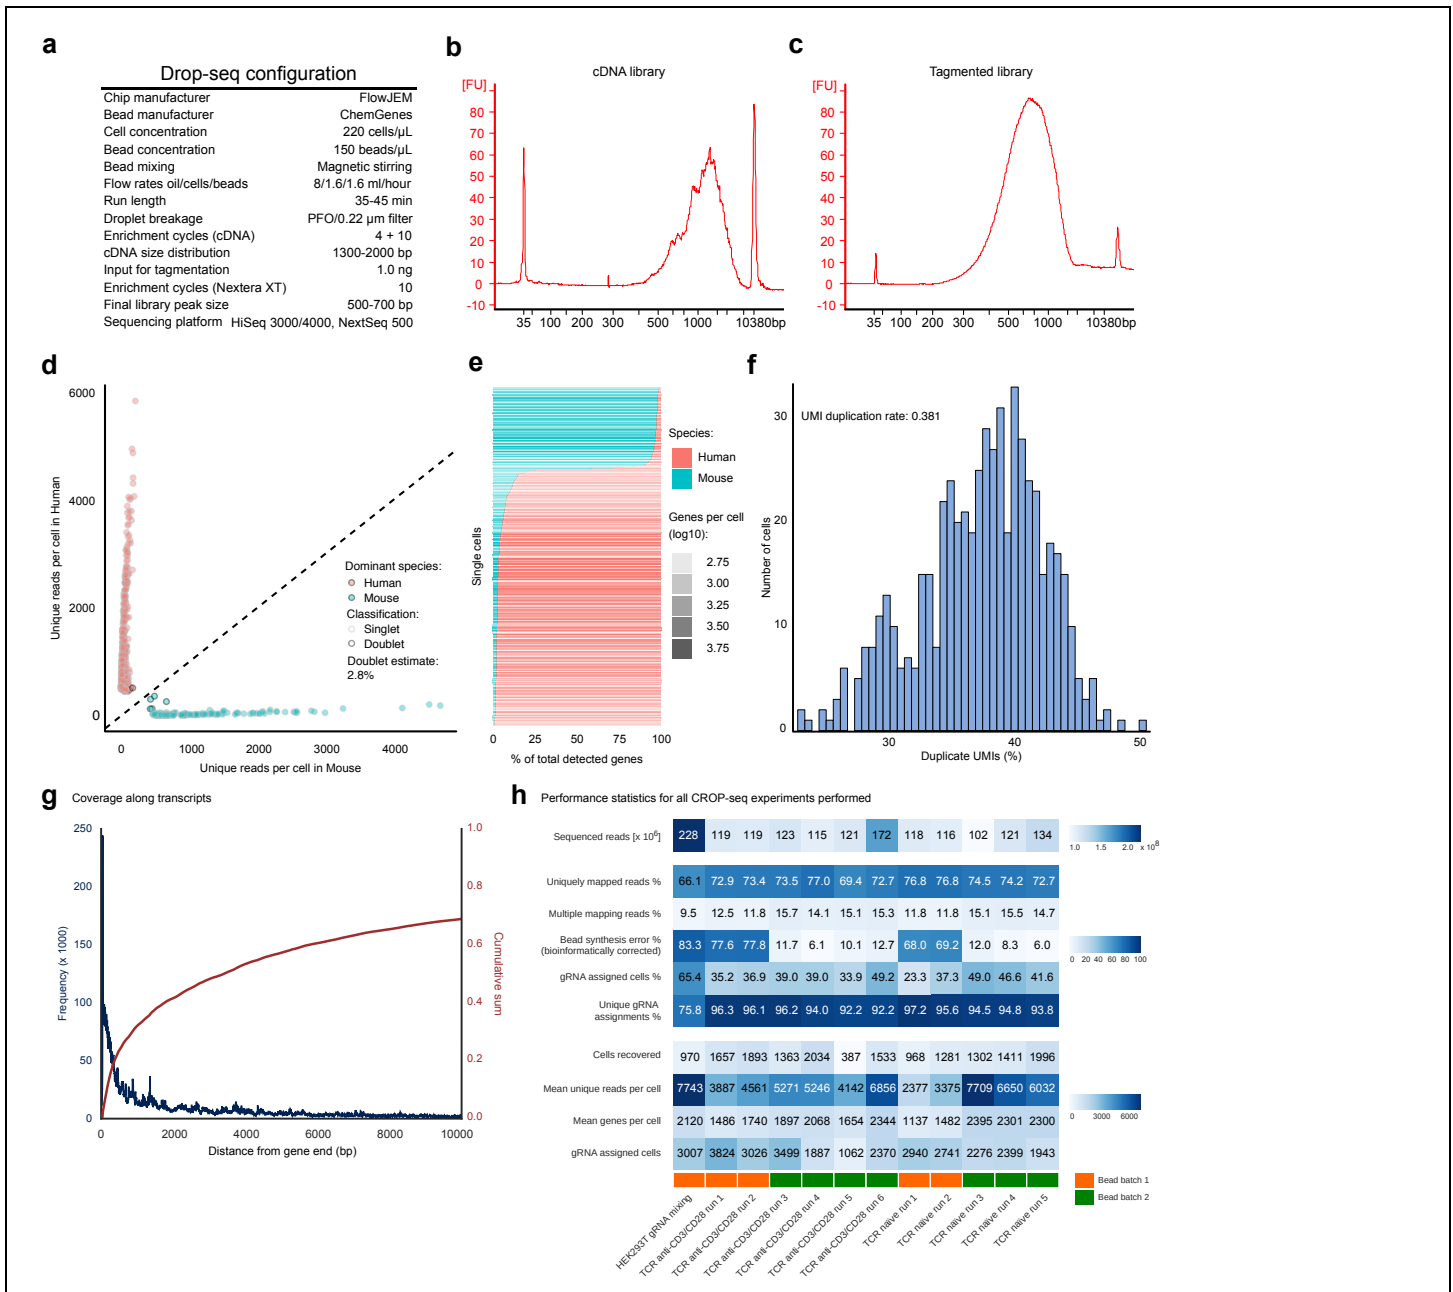 a
Drop-seq configuration
Chip manufacturer FlowJEM
Bead manufacturer ChemGenes
Cell concentration 220 cells/µL
Bead concentration 150 beads/µL
Bead mixing Magnetic stirring
Flow rates oil/cells/beads 8/1.6/1.6 ml/hour
Run length 35-45 min
Droplet breakage PFO/0.22 µm filter
Enrichment cycles (cDNA) 4 + 10
cDNA size distribution 1300-2000 bp
Input for tagmentation 1.0 ng
Enrichment cycles (Nextera XT) 10
Final library peak size 500-700 bp
Sequencing platform HiSeq 3000/4000, NextSeq 500
b
cDNA library
[FU]
80
70
60
50
40
30
20
10
0
-10
35 100 200 300 500 1000 10380bp
c
Tagmented library
[FU]
80
70
60
50
40
30
20
10
0
-10
35 100 200 300 500 1000 10380bp
d
Unique reads per cell in Human
6000
4000
2000
0
0 1000 2000 3000 4000
Unique reads per cell in Mouse
Dominant species:
Human
Mouse
Classification:
Singlet
Doublet
Doublet estimate:
2.8%
e
Single cells
0 25 50 75 100
% of total detected genes
Species:
Human
Mouse
Genes per cell
(log10):
2.75
3.00
3.25
3.50
3.75
f
UMI duplication rate: 0.381
Number of cells
30
20
10
0
30 40 50
Duplicate UMIs (%)
g Coverage along transcripts
Frequency (x 1000)
250
200
150
100
50
0
0 2000 4000 6000 8000 10000
Distance from gene end (bp)
1.0
0.8
0.6
0.4
0.2
0.0
Cumulative sum
h Performance statistics for all CROP-seq experiments performed
Sequenced reads [x 10⁶] 228 119 119 123 115 121 172 118 116 102 121 134
1.0 1.5 2.0 x 10⁸
Uniquely mapped reads % 66.1 72.9 73.4 73.5 77.0 69.4 72.7 76.8 76.8 74.5 74.2 72.7
Multiple mapping reads % 9.5 12.5 11.8 15.7 14.1 15.1 15.3 11.8 11.8 15.1 15.5 14.7
Bead synthesis error %
(bioinformatically corrected) 83.3 77.6 77.8 11.7 6.1 10.1 12.7 68.0 69.2 12.0 8.3 6.0
0 20 40 60 80 100
gRNA assigned cells % 65.4 35.2 36.9 39.0 39.0 33.9 49.2 23.3 37.3 49.0 46.6 41.6
Unique gRNA
assignments % 75.8 96.3 96.1 96.2 94.0 92.2 92.2 97.2 95.6 94.5 94.8 93.8
Cells recovered 970 1657 1893 1363 2034 387 1533 968 1281 1302 1411 1996
Mean unique reads per cell 7743 3887 4561 5271 5246 4142 6856 2377 3375 7709 6650 6032
0 3000 6000
Mean genes per cell 2120 1486 1740 1897 2068 1654 2344 1137 1482 2395 2301 2300
gRNA assigned cells 3007 3824 3026 3499 1887 1062 2370 2940 2741 2276 2399 1943
Bead batch 1
Bead batch 2
HEK293T gRNA mixing
TCR anti-CD3/CD28 run 1
TCR anti-CD3/CD28 run 2
TCR anti-CD3/CD28 run 3
TCR anti-CD3/CD28 run 4
TCR anti-CD3/CD28 run 5
TCR anti-CD3/CD28 run 6
TCR naïve run 1
TCR naïve run 2
TCR naïve run 3
TCR naïve run 4
TCR naïve run 5